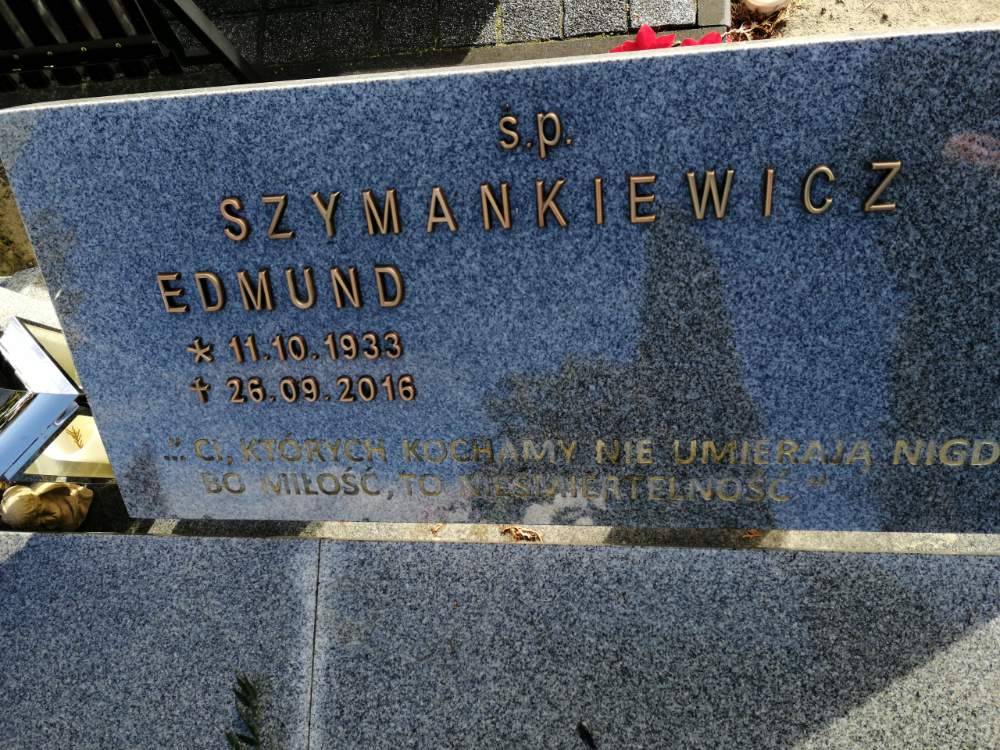 ś.p.
SZYMANKIEWICZ
EDMUND
* 11.10.1933
† 26.09.2016
„ CI, KTÓRYCH KOCHAMY NIE UMIERAJĄ NIGD
BO MIŁOŚĆ, TO NIEŚMIERTELNOŚĆ "